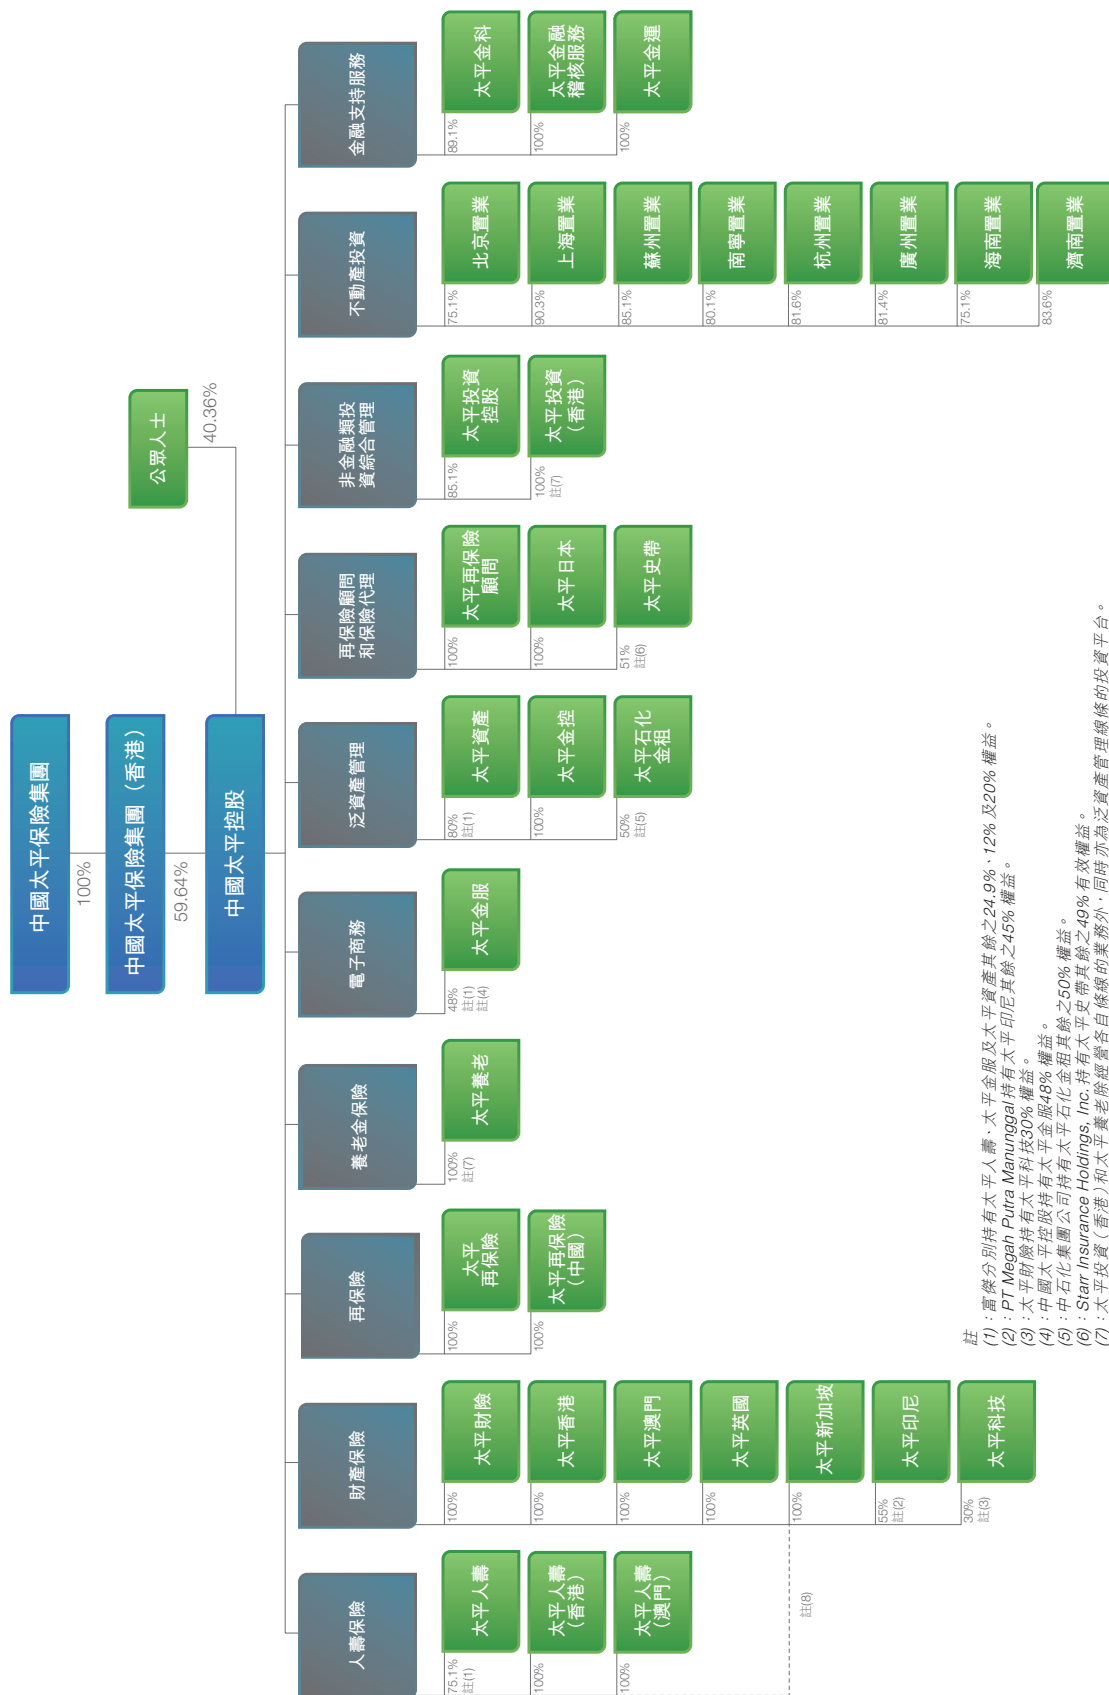 中國太平保險集團
100%
中國太平保險集團（香港）
59.64%
中國太平控股
公眾人士
40.36%
人壽保險
75.1%
註(1)
太平人壽
100%
太平人壽
（香港）
100%
太平人壽
（澳門）
註(8)
財產保險
100%
太平財險
100%
太平香港
100%
太平澳門
100%
太平英國
100%
太平新加坡
55%
註(2)
太平印尼
30%
註(3)
太平科技
再保險
100%
太平
再保險
100%
太平再保險
（中國）
養老金保險
100%
註(7)
太平養老
電子商務
48%
註(1)
註(4)
太平金服
泛資產管理
80%
註(1)
太平資產
100%
太平金控
50%
註(5)
太平石化
金租
再保險顧問
和保險代理
100%
太平再保險
顧問
100%
太平日本
51%
註(6)
太平史帶
非金融類投
資綜合管理
85.1%
太平投資
控股
100%
註(7)
太平投資
（香港）
不動產投資
75.1%
北京置業
90.3%
上海置業
85.1%
蘇州置業
80.1%
南寧置業
81.6%
杭州置業
81.4%
廣州置業
75.1%
海南置業
83.6%
濟南置業
金融支持服務
89.1%
太平金科
100%
太平金融
稽核服務
100%
太平金運
註
(1)：富傑分別持有太平人壽、太平金服及太平資產其餘之24.9%、12%及20%權益。
(2)：PT Megah Putra Manunggal持有太平印尼其餘之45%權益。
(3)：太平財險持有太平科技30%權益。
(4)：中國太平控股持有太平金服48%權益。
(5)：中石化集團公司持有太平石化金租其餘之50%權益。
(6)：Starr Insurance Holdings, Inc.持有太平史帶其餘之49%有效權益。
(7)：太平投資（香港）和太平養老除經營各自條線的業務外，同時亦為泛資產管理線條的投資平台。